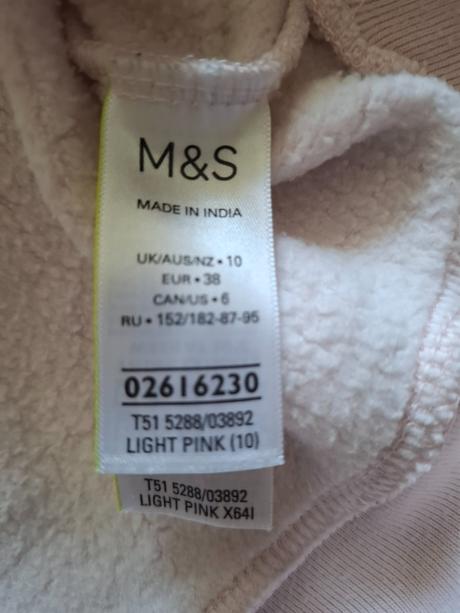 M&S
MADE IN INDIA
UK/AUS/NZ • 10
EUR • 38
CAN/US • 6
RU • 152/182-87-95
02616230
T51 5288/03892
LIGHT PINK (10)
T51 5288/03892
LIGHT PINK X64I